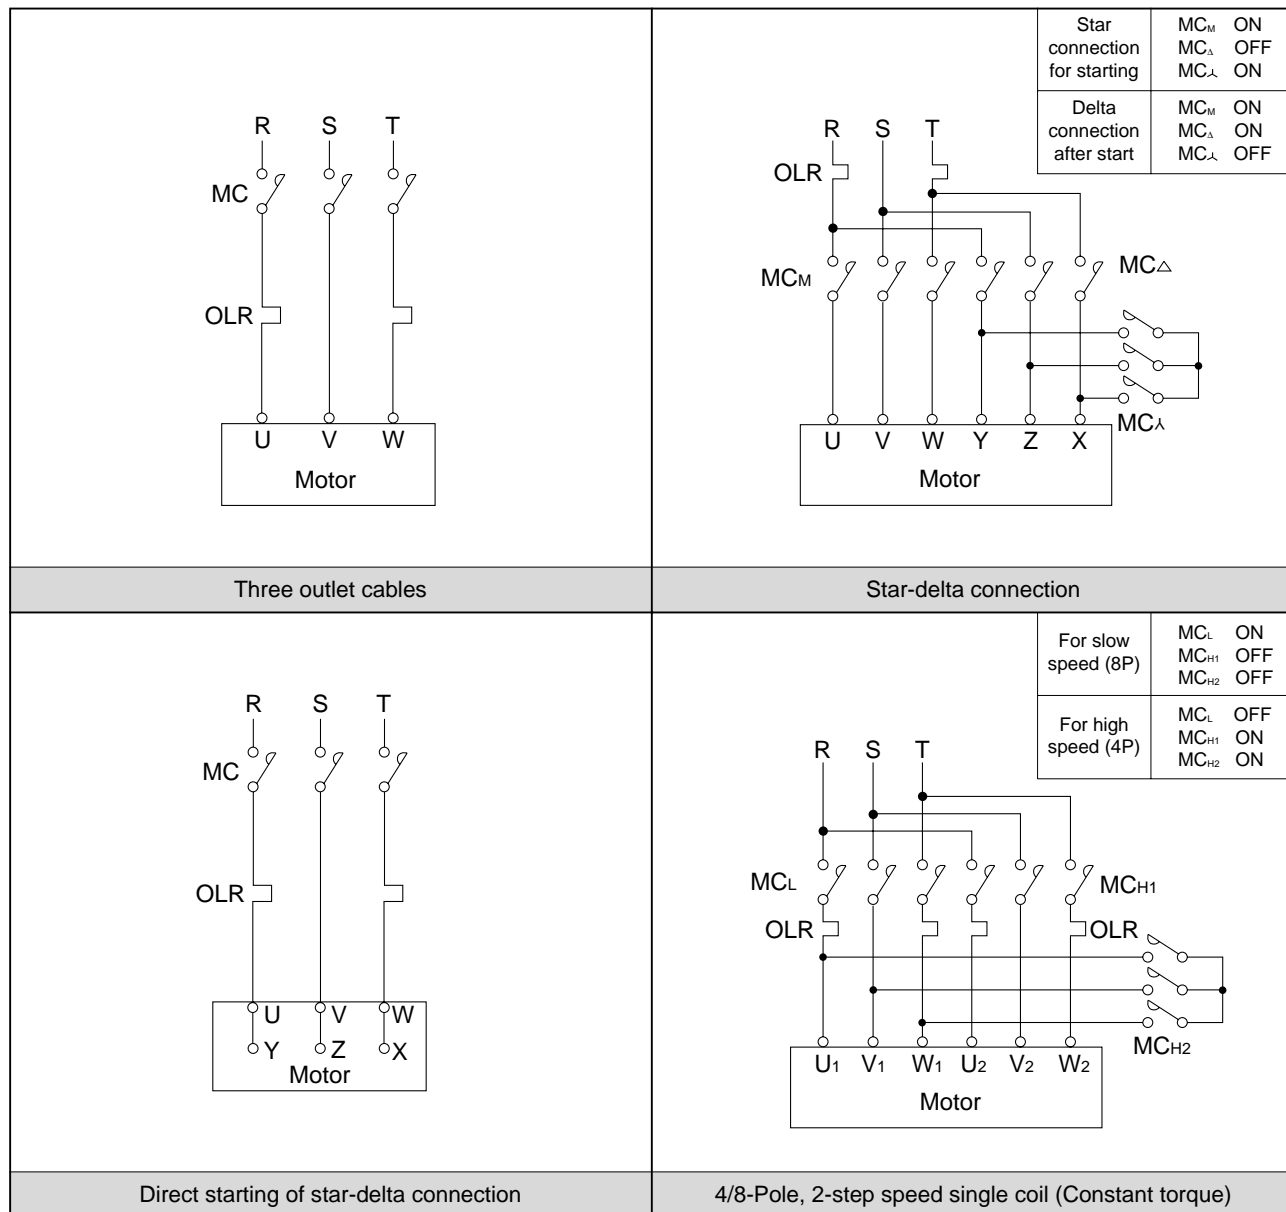 R S T
MC
OLR
U V W
Motor
Three outlet cables
Star
connection
for starting
MCM ON
MC△ OFF
MC⅄ ON
Delta
connection
after start
MCM ON
MC△ ON
MC⅄ OFF
R S T
OLR
MCM
MC△
MC⅄
U V W Y Z X
Motor
Star-delta connection
R S T
MC
OLR
U V W
Y Z X
Motor
Direct starting of star-delta connection
For slow
speed (8P)
MCL ON
MCH1 OFF
MCH2 OFF
For high
speed (4P)
MCL OFF
MCH1 ON
MCH2 ON
R S T
MCL
MCH1
OLR OLR
MCH2
U1 V1 W1 U2 V2 W2
Motor
4/8-Pole, 2-step speed single coil (Constant torque)